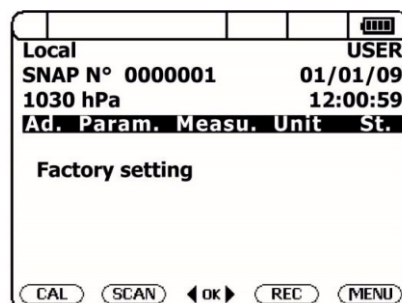 Local USER
SNAP N° 0000001 01/01/09
1030 hPa 12:00:59
Ad. Param. Measu. Unit St.
Factory setting
CAL SCAN OK REC MENU